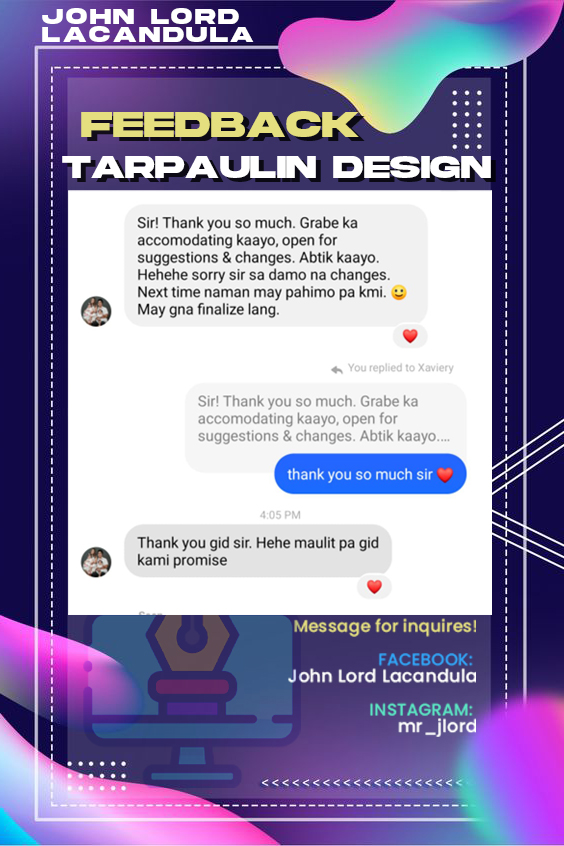 JOHN LORD
LACANDULA
FEEDBACK
TARPAULIN DESIGN
Sir! Thank you so much. Grabe ka
accomodating kaayo, open for
suggestions & changes. Abtik kaayo.
Hehehe sorry sir sa damo na changes.
Next time naman may pahimo pa kmi. 🙂
May gna finalize lang.
❤️
You replied to Xaviery
Sir! Thank you so much. Grabe ka
accomodating kaayo, open for
suggestions & changes. Abtik kaayo....
thank you so much sir ❤️
4:05 PM
Thank you gid sir. Hehe maulit pa gid
kami promise
❤️
Message for inquires!
FACEBOOK:
John Lord Lacandula
INSTAGRAM:
mr_jlord